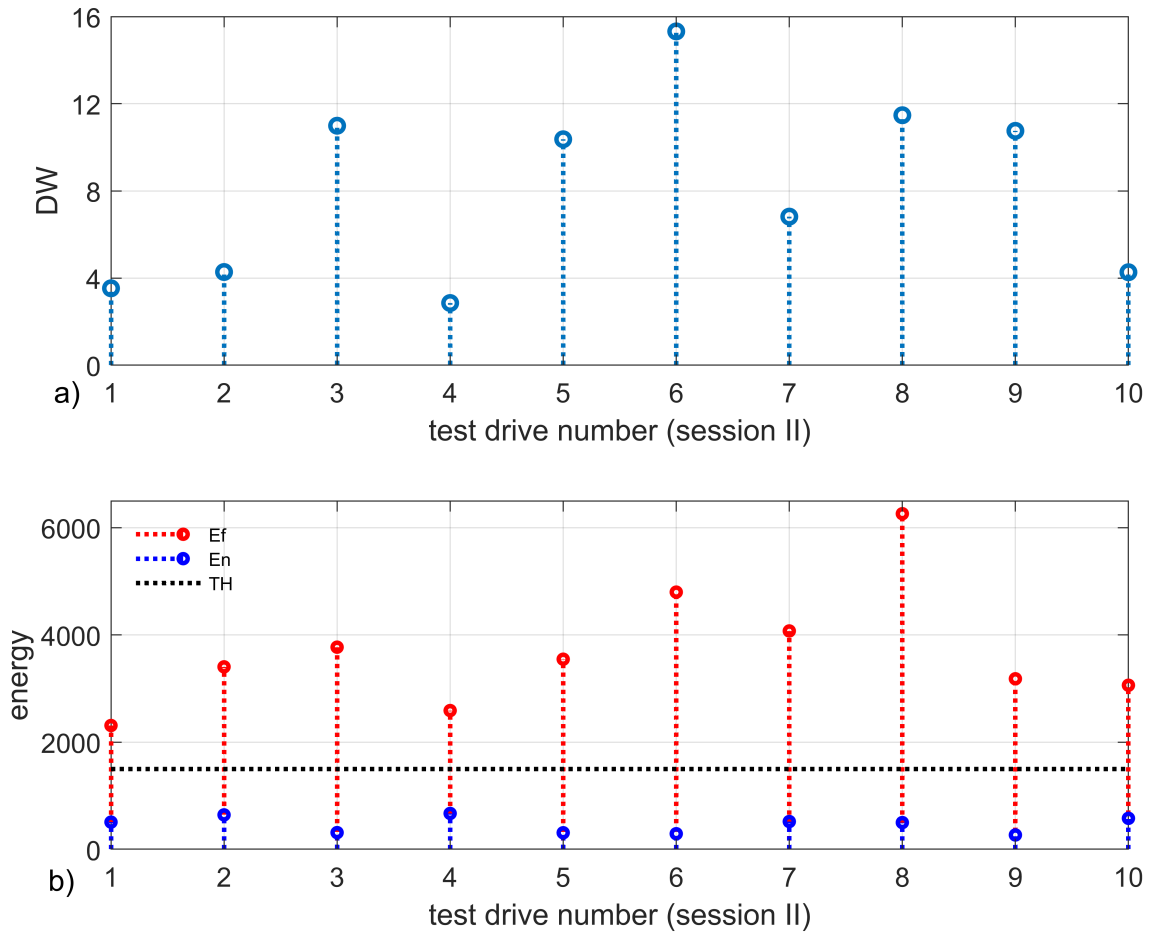 16
12
8
4
0
DW
1 2 3 4 5 6 7 8 9 10
a)
test drive number (session II)
6000
4000
2000
0
energy
Ef
En
TH
1 2 3 4 5 6 7 8 9 10
b)
test drive number (session II)